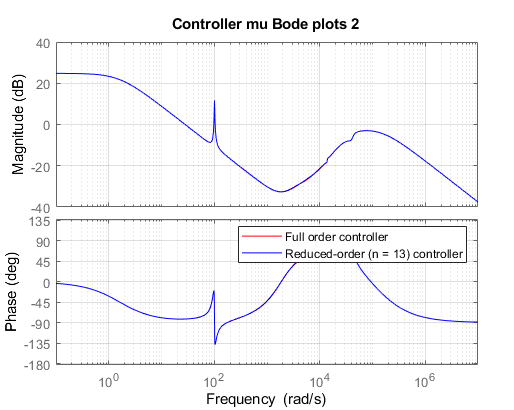 Controller mu Bode plots 2
Magnitude (dB)
40
20
0
-20
-40
Phase (deg)
135
90
45
0
-45
-90
-135
-180
Full order controller
Reduced-order (n = 13) controller
10^0 10^2 10^4 10^6
Frequency (rad/s)